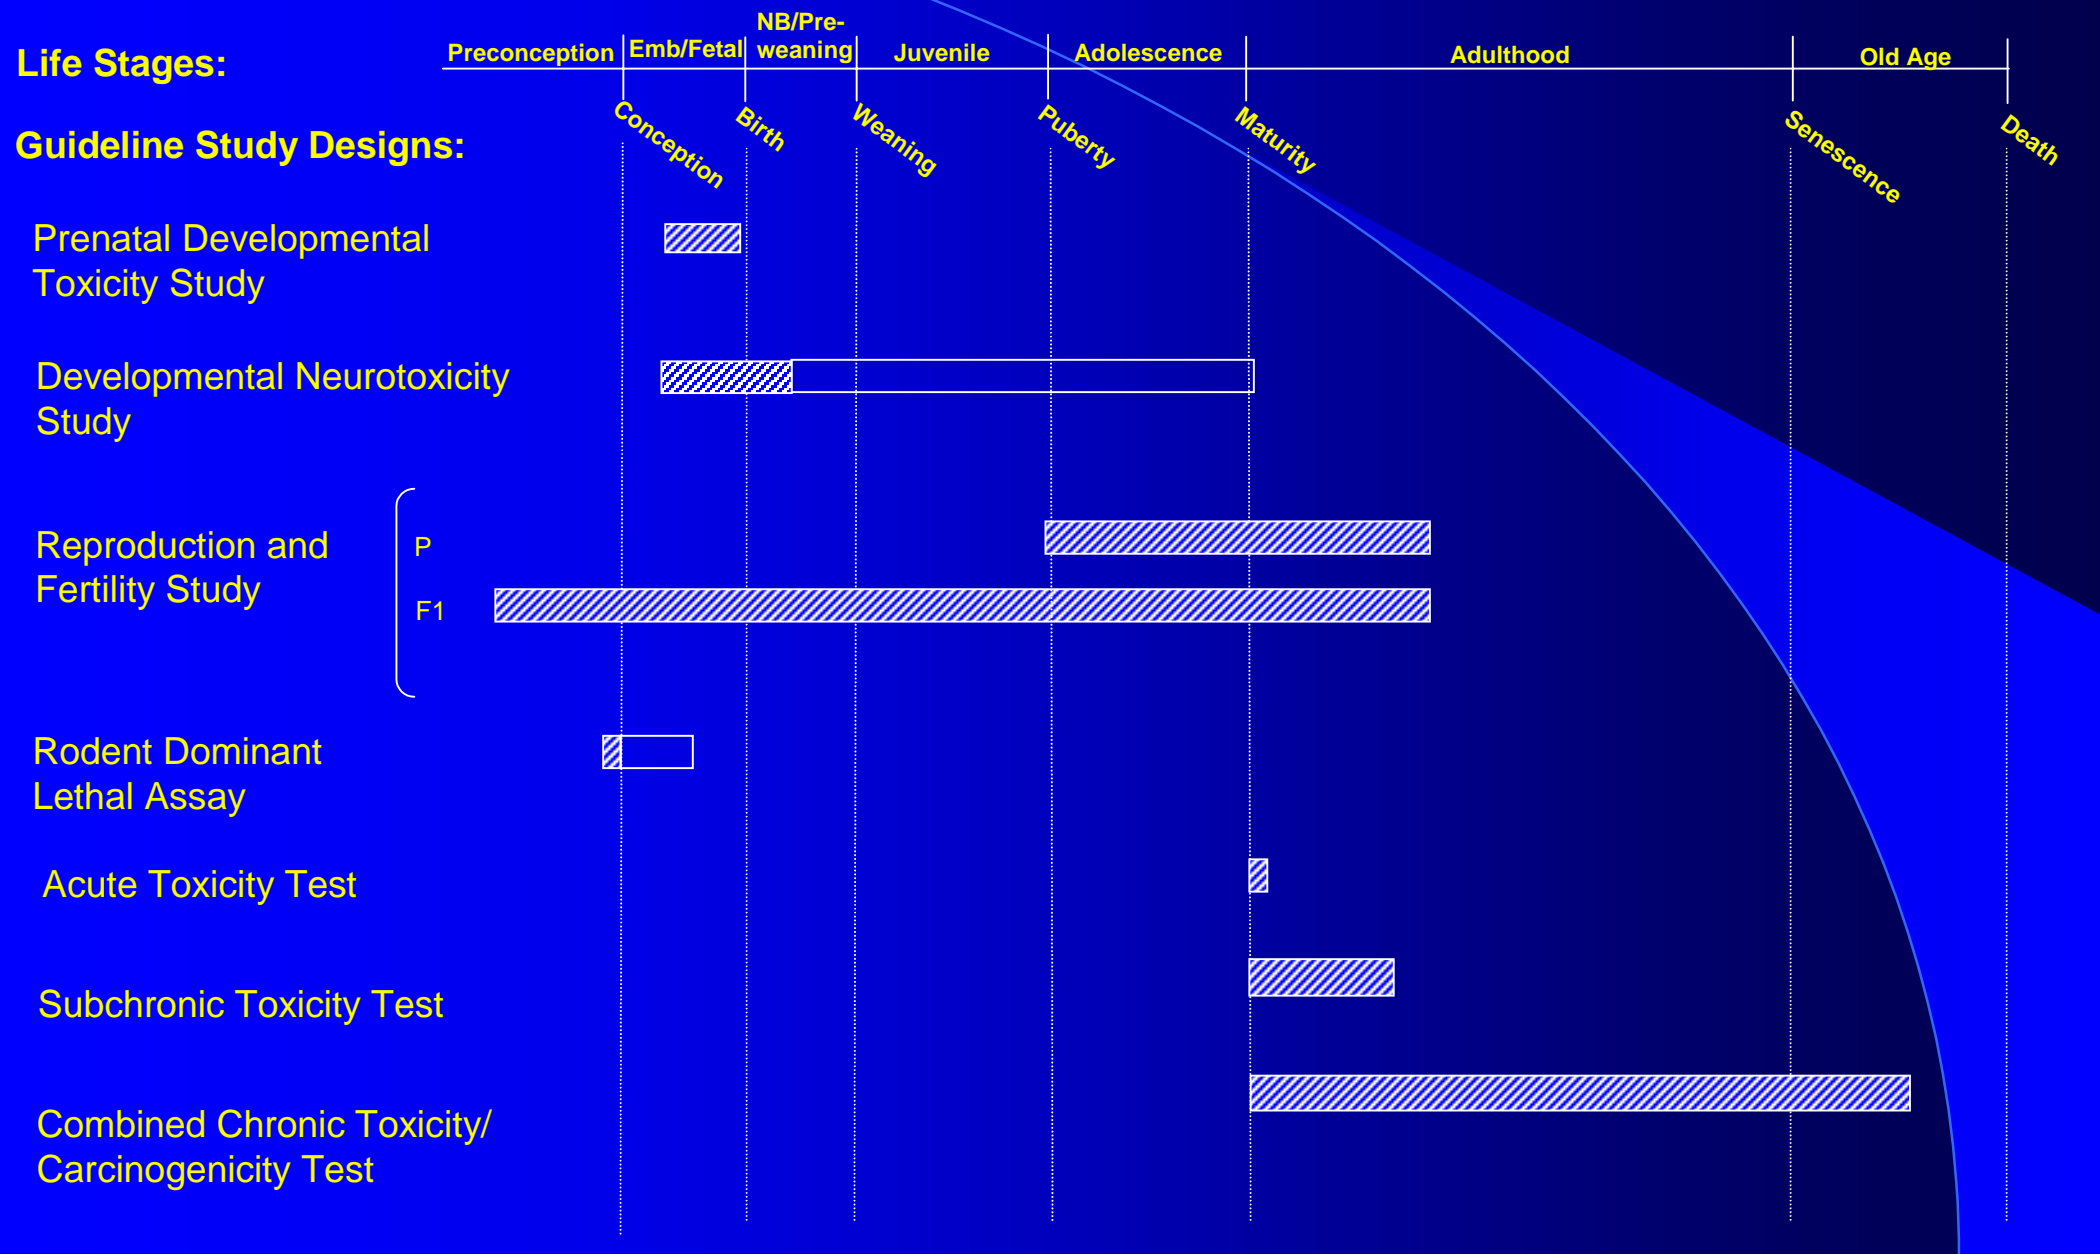 Life Stages:
Preconception
Emb/Fetal
NB/Pre-
weaning
Juvenile
Adolescence
Adulthood
Old Age
Conception
Birth
Weaning
Puberty
Maturity
Senescence
Death
Guideline Study Designs:
Prenatal Developmental
Toxicity Study
Developmental Neurotoxicity
Study
Reproduction and
Fertility Study
P
F1
Rodent Dominant
Lethal Assay
Acute Toxicity Test
Subchronic Toxicity Test
Combined Chronic Toxicity/
Carcinogenicity Test